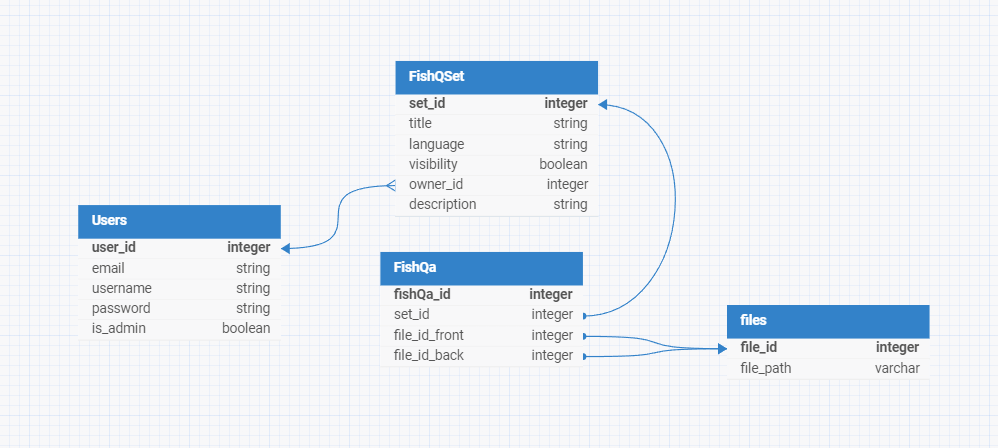 FishQSet
set_id integer
title string
language string
visibility boolean
owner_id integer
description string
Users
user_id integer
email string
username string
password string
is_admin boolean
FishQa
fishQa_id integer
set_id integer
file_id_front integer
file_id_back integer
files
file_id integer
file_path varchar